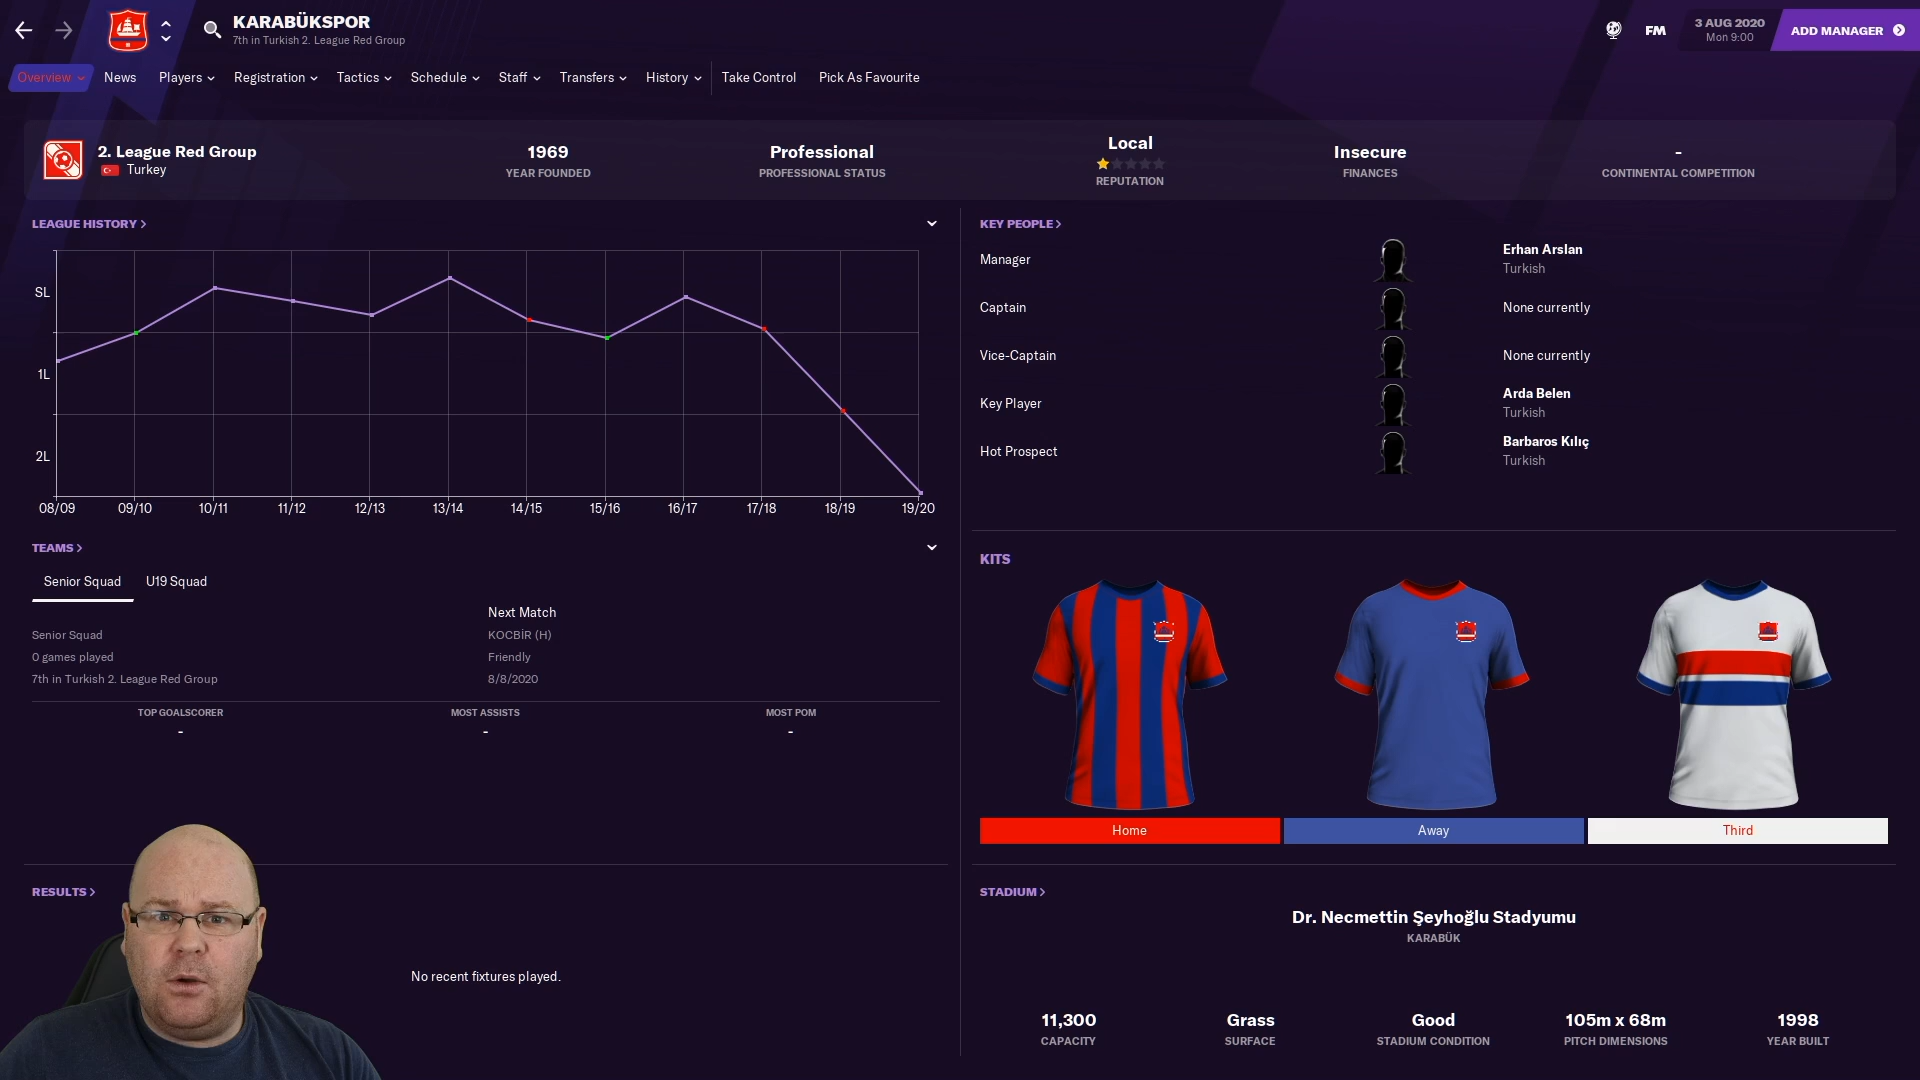 KARABÜKSPOR
7th in Turkish 2. League Red Group
FM
3 AUG 2020
Mon 9:00
ADD MANAGER
Overview News Players Registration Tactics Schedule Staff Transfers History Take Control Pick As Favourite
2. League Red Group
Turkey
1969
YEAR FOUNDED
Professional
PROFESSIONAL STATUS
Local
REPUTATION
Insecure
FINANCES
-
CONTINENTAL COMPETITION
LEAGUE HISTORY
SL
1L
2L
08/09 09/10 10/11 11/12 12/13 13/14 14/15 15/16 16/17 17/18 18/19 19/20
TEAMS
Senior Squad U19 Squad
Next Match
Senior Squad KOCBİR (H)
0 games played Friendly
7th in Turkish 2. League Red Group 8/8/2020
TOP GOALSCORER MOST ASSISTS MOST POM
- - -
RESULTS
No recent fixtures played.
KEY PEOPLE
Manager Erhan Arslan
Turkish
Captain None currently
Vice-Captain None currently
Key Player Arda Belen
Turkish
Hot Prospect Barbaros Kılıç
Turkish
KITS
Home Away Third
STADIUM
Dr. Necmettin Şeyhoğlu Stadyumu
KARABÜK
11,300 Grass Good 105m x 68m 1998
CAPACITY SURFACE STADIUM CONDITION PITCH DIMENSIONS YEAR BUILT